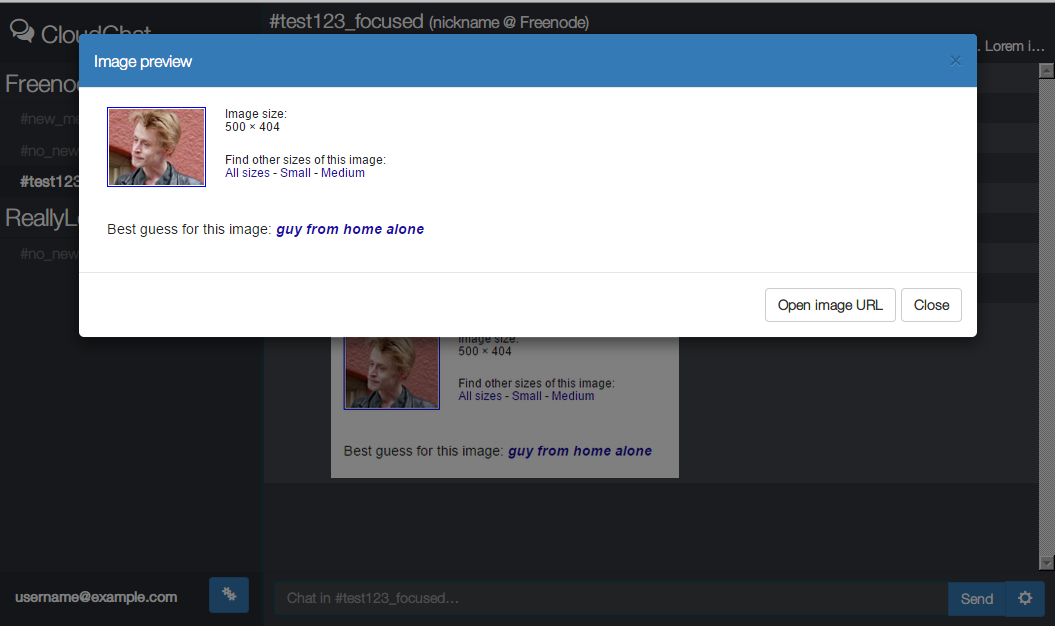 CloudChat
#test123_focused (nickname @ Freenode)
. Lorem i...
Image preview
×
Freeno
Image size:
500 × 404
#new_me
Find other sizes of this image:
All sizes - Small - Medium
#no_new
#test123
ReallyLo
Best guess for this image: guy from home alone
#no_new
Open image URL
Close
Image size:
500 × 404
Find other sizes of this image:
All sizes - Small - Medium
Best guess for this image: guy from home alone
username@example.com
Chat in #test123_focused...
Send